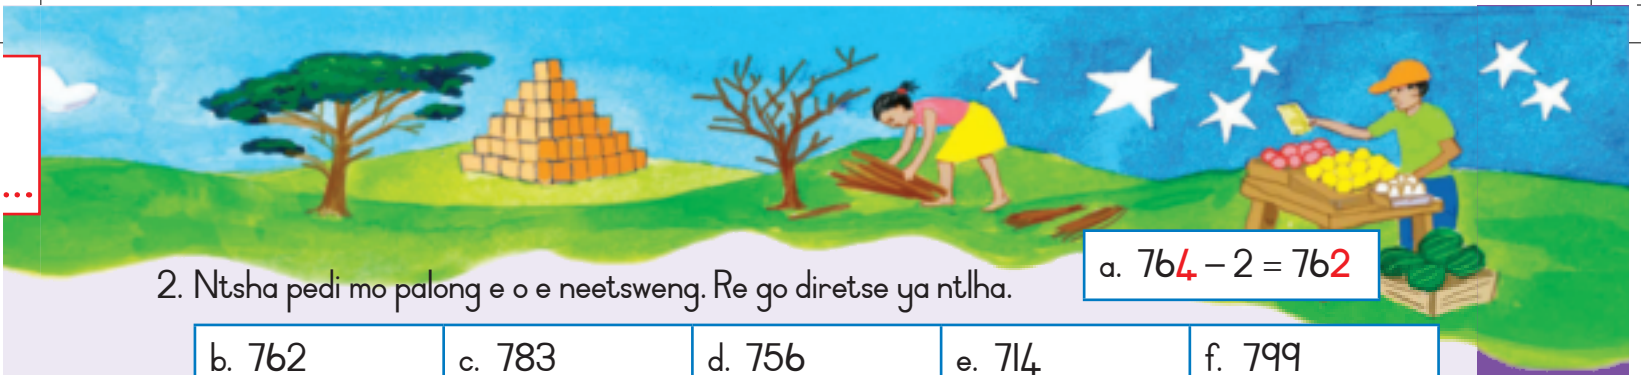 ...
a. 764 – 2 = 762
2. Ntsha pedi mo palong e o e neetsweng. Re go diretse ya ntlha.
b. 762 c. 783 d. 756 e. 714 f. 799